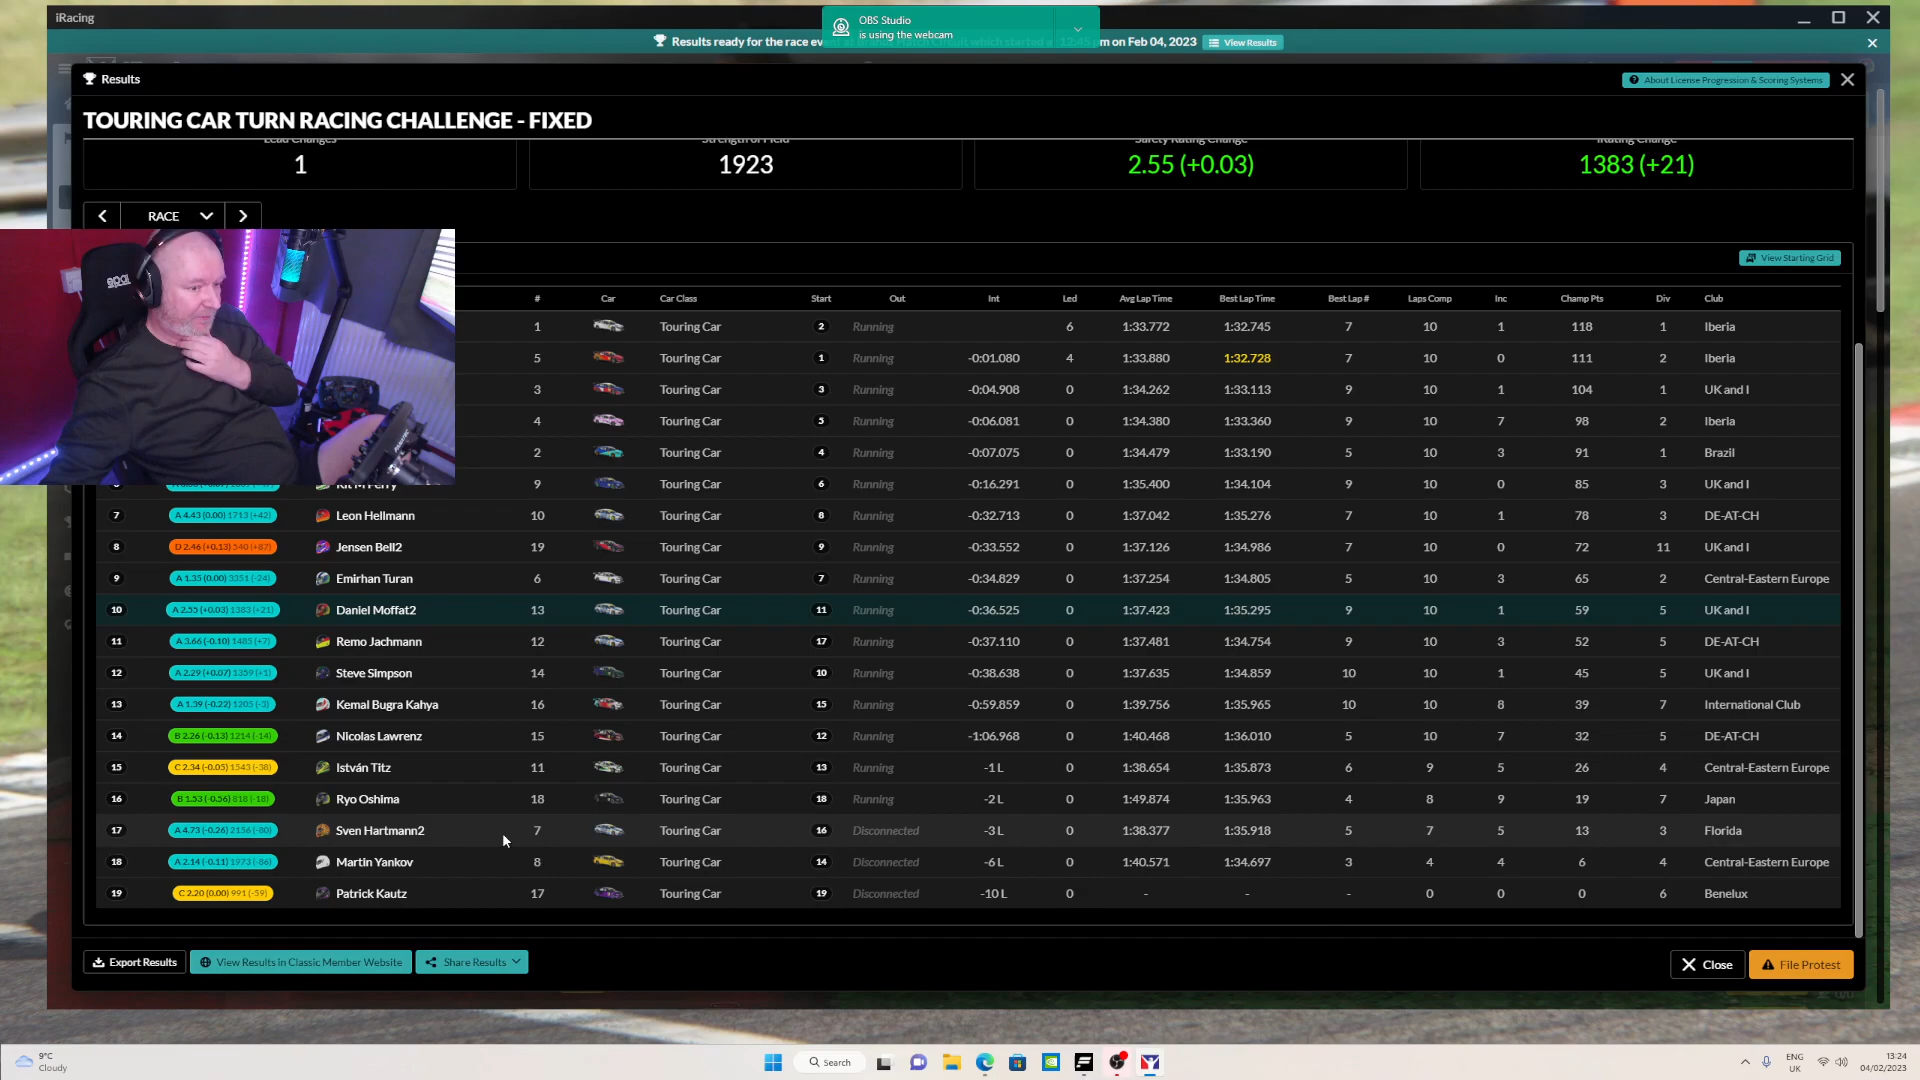 iRacing
OBS Studio
is using the webcam
Results ready for the race event at Brands Hatch Circuit which started at 12:45 pm on Feb 04, 2023 View Results
Results
About License Progression & Scoring Systems
TOURING CAR TURN RACING CHALLENGE - FIXED
Lead Changes Strength of Field Safety Rating Change iRating Change
1 1923 2.55 (+0.03) 1383 (+21)
RACE
View Starting Grid
# Car Car Class Start Out Int Led Avg Lap Time Best Lap Time Best Lap # Laps Comp Inc Champ Pts Div Club
1 Touring Car 2 Running 6 1:33.772 1:32.745 7 10 1 118 1 Iberia
5 Touring Car 1 Running -0:01.080 4 1:33.880 1:32.728 7 10 0 111 2 Iberia
3 Touring Car 3 Running -0:04.908 0 1:34.262 1:33.113 9 10 1 104 1 UK and I
4 Touring Car 5 Running -0:06.081 0 1:34.380 1:33.360 9 10 7 98 2 Iberia
2 Touring Car 4 Running -0:07.075 0 1:34.479 1:33.190 5 10 3 91 1 Brazil
9 Touring Car 6 Running -0:16.291 0 1:35.400 1:34.104 9 10 0 85 3 UK and I
7 A 4.43 (0.00) 1713 (+42) Leon Hellmann 10 Touring Car 8 Running -0:32.713 0 1:37.042 1:35.276 7 10 1 78 3 DE-AT-CH
8 D 2.46 (+0.13) 540 (+87) Jensen Bell2 19 Touring Car 9 Running -0:33.552 0 1:37.126 1:34.986 7 10 0 72 11 UK and I
9 A 1.35 (0.00) 3351 (-24) Emirhan Turan 6 Touring Car 7 Running -0:34.829 0 1:37.254 1:34.805 5 10 3 65 2 Central-Eastern Europe
10 A 2.55 (+0.03) 1383 (+21) Daniel Moffat2 13 Touring Car 11 Running -0:36.525 0 1:37.423 1:35.295 9 10 1 59 5 UK and I
11 A 3.66 (-0.10) 1485 (+7) Remo Jachmann 12 Touring Car 17 Running -0:37.110 0 1:37.481 1:34.754 9 10 3 52 5 DE-AT-CH
12 A 2.29 (+0.07) 1359 (+1) Steve Simpson 14 Touring Car 10 Running -0:38.638 0 1:37.635 1:34.859 10 10 1 45 5 UK and I
13 A 1.39 (-0.22) 1205 (-3) Kemal Bugra Kahya 16 Touring Car 15 Running -0:59.859 0 1:39.756 1:35.965 10 10 8 39 7 International Club
14 B 2.26 (-0.13) 1214 (-14) Nicolas Lawrenz 15 Touring Car 12 Running -1:06.968 0 1:40.468 1:36.010 5 10 7 32 5 DE-AT-CH
15 C 2.34 (-0.05) 1543 (-38) István Titz 11 Touring Car 13 Running -1 L 0 1:38.654 1:35.873 6 9 5 26 4 Central-Eastern Europe
16 B 1.53 (-0.56) 818 (-18) Ryo Oshima 18 Touring Car 18 Running -2 L 0 1:49.874 1:35.963 4 8 9 19 7 Japan
17 A 4.73 (-0.26) 2156 (-80) Sven Hartmann2 7 Touring Car 16 Disconnected -3 L 0 1:38.377 1:35.918 5 7 5 13 3 Florida
18 A 2.14 (-0.11) 1973 (-86) Martin Yankov 8 Touring Car 14 Disconnected -6 L 0 1:40.571 1:34.697 3 4 4 6 4 Central-Eastern Europe
19 C 2.20 (0.00) 991 (-59) Patrick Kautz 17 Touring Car 19 Disconnected -10 L 0 - - - 0 0 0 6 Benelux
Export Results View Results in Classic Member Website Share Results Close File Protest
9°C
Cloudy
Search
ENG
UK
13:24
04/02/2023